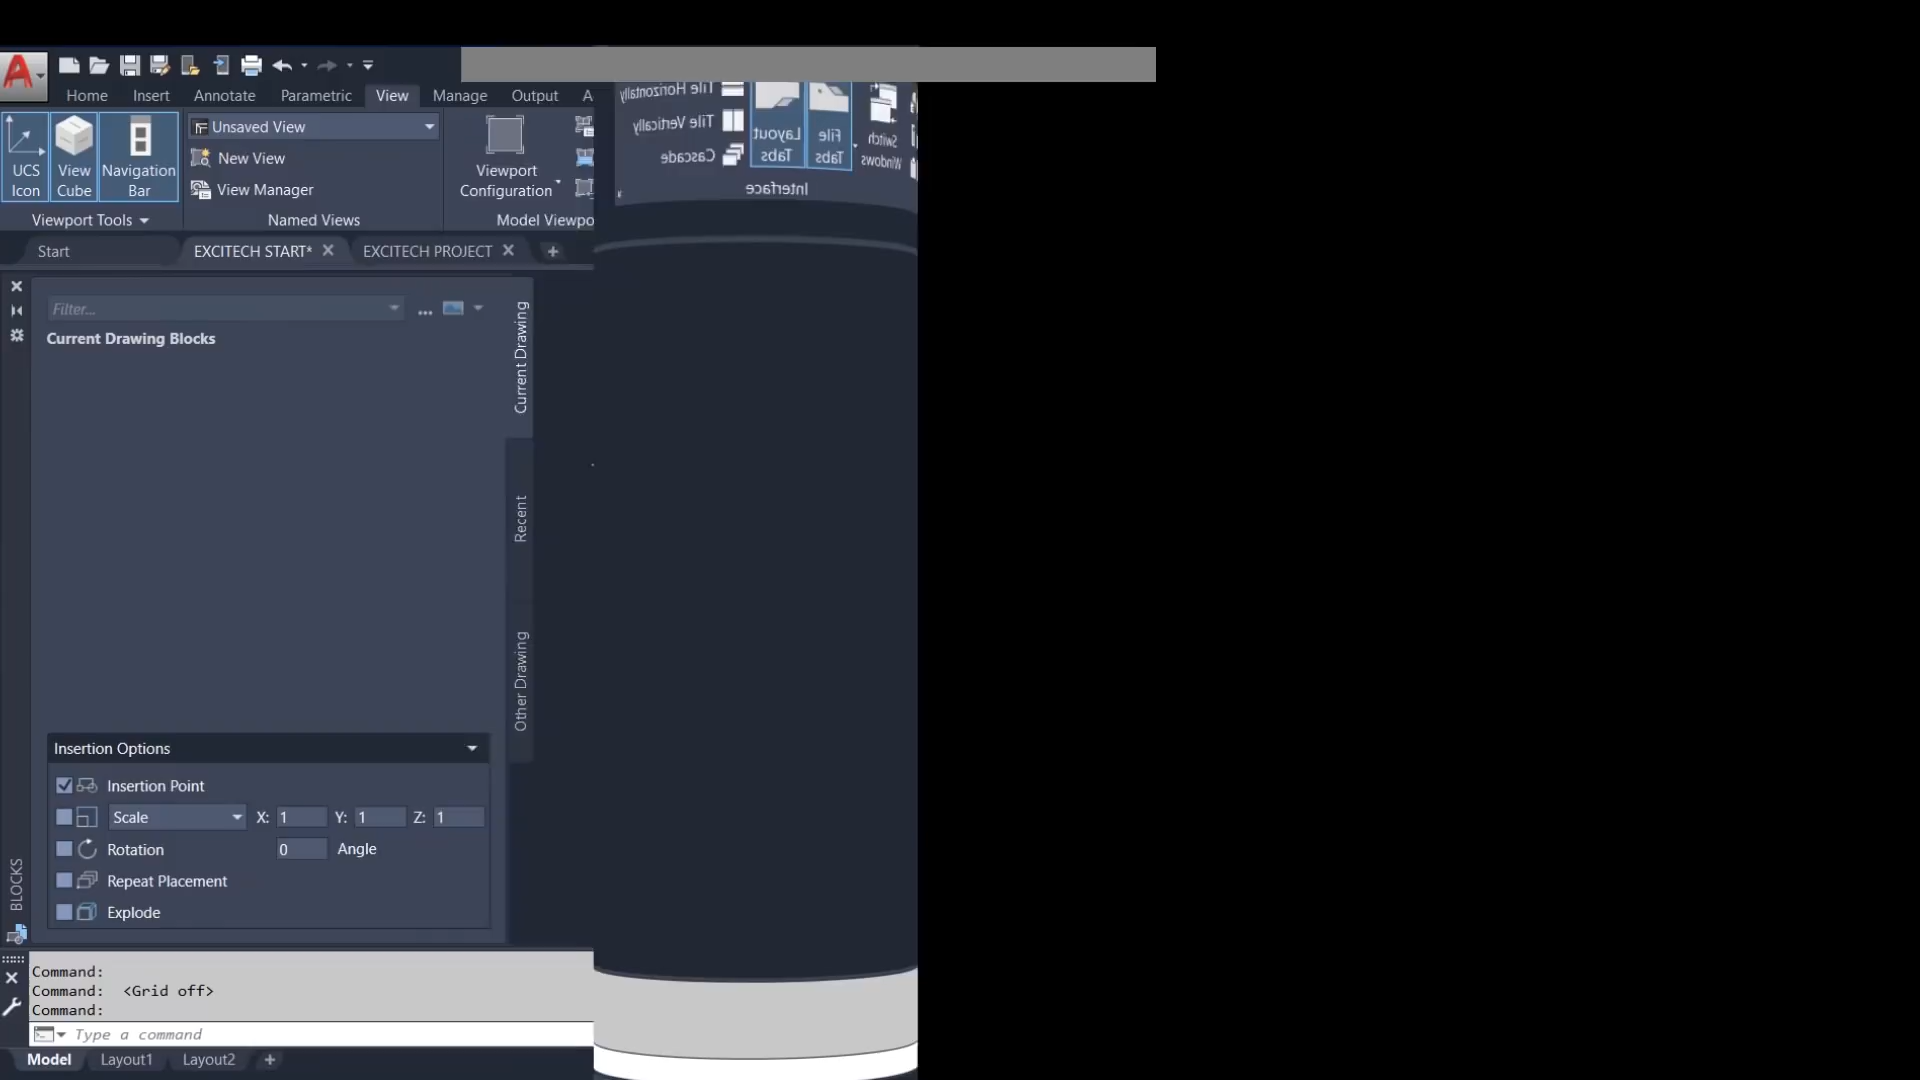 Home Insert Annotate Parametric View Manage Output A
UCS Icon
View Cube
Navigation Bar
Viewport Tools
Unsaved View
New View
View Manager
Named Views
Viewport Configuration
Model Viewpo
Tile Horizontally
Tile Vertically
Cascade
Layout Tabs
File Tabs
Switch Windows
Interface
Start
EXCITECH START*
EXCITECH PROJECT
Filter...
Current Drawing Blocks
Current Drawing
Recent
Other Drawing
Insertion Options
Insertion Point
Scale X: 1 Y: 1 Z: 1
Rotation 0 Angle
Repeat Placement
Explode
BLOCKS
Command:
Command: <Grid off>
Command:
Type a command
Model Layout1 Layout2